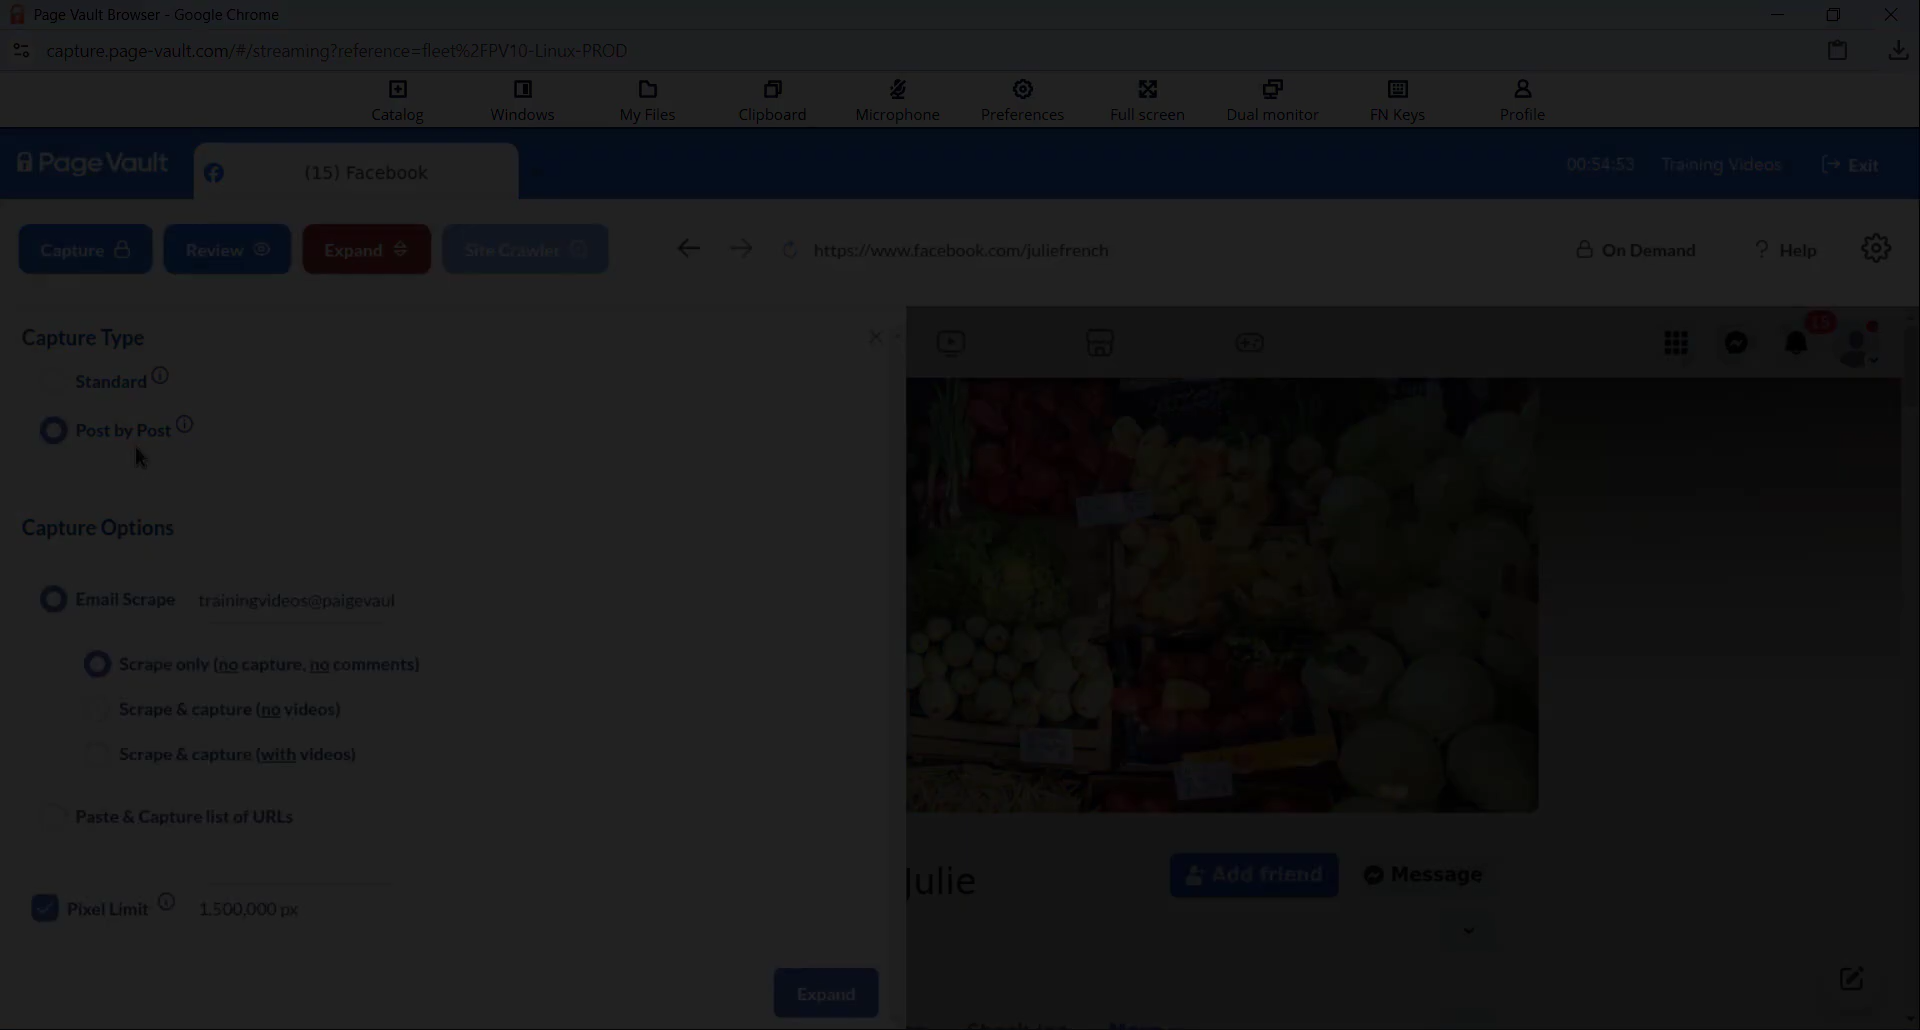 Page Vault Browser - Google Chrome
capture.page-vault.com/#/streaming?reference=fleet%2FPV10-Linux-PROD
Catalog Windows My Files Clipboard Microphone Preferences Full screen Dual monitor FN Keys Profile
Page Vault (15) Facebook 00:54:53 Training Videos Exit
Capture Review Expand Site Crawler https://www.facebook.com/juliefrench On Demand ? Help
Capture Type
15
Standard
Post by Post
Capture Options
Email Scrape trainingvideos@paigevaul
Scrape only (no capture, no comments)
Scrape & capture (no videos)
Scrape & capture (with videos)
Paste & Capture list of URLs
Julie Add friend Message
Pixel Limit 1,500,000 px
Expand